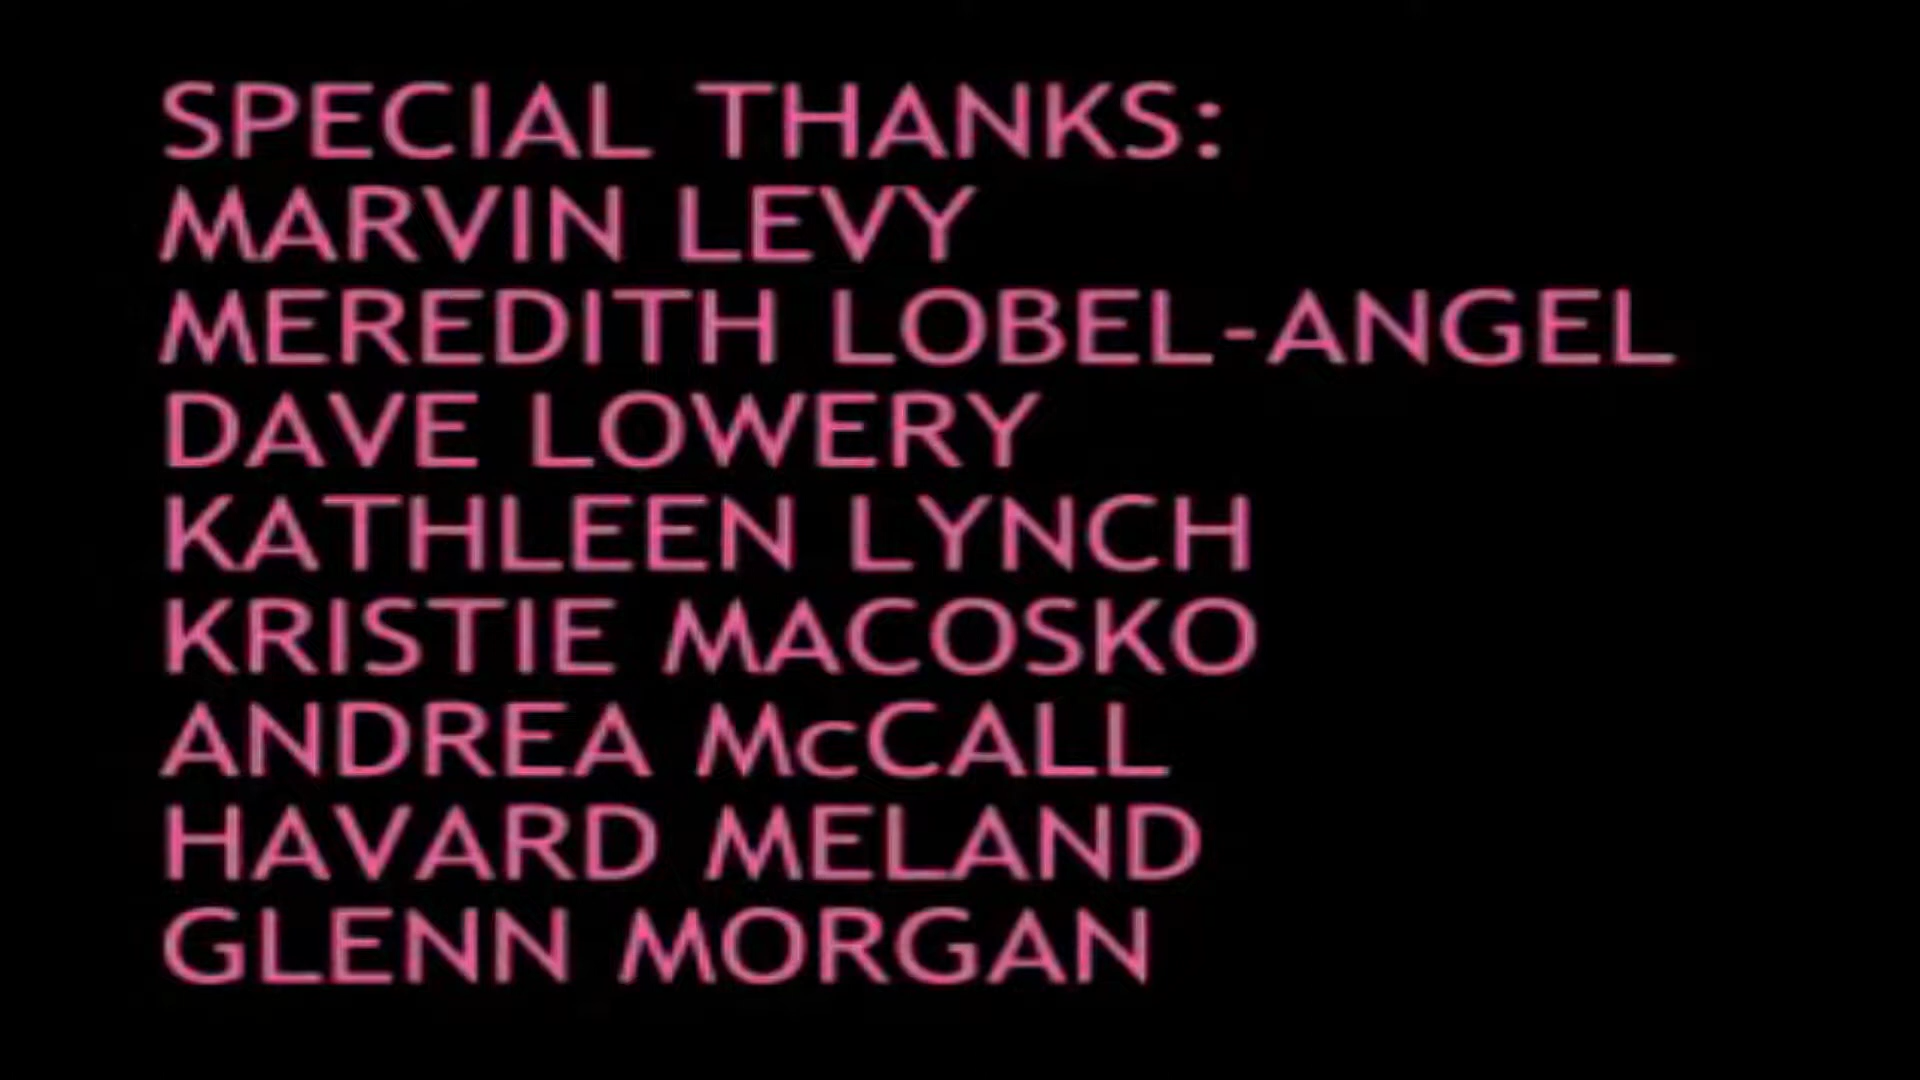 SPECIAL THANKS:
MARVIN LEVY
MEREDITH LOBEL-ANGEL
DAVE LOWERY
KATHLEEN LYNCH
KRISTIE MACOSKO
ANDREA McCALL
HAVARD MELAND
GLENN MORGAN